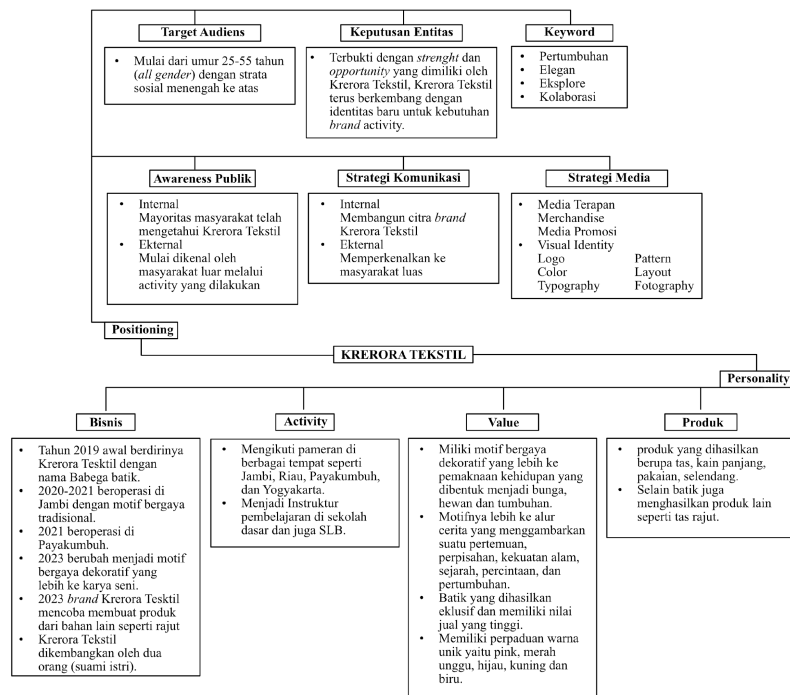 Target Audiens
• Mulai dari umur 25-55 tahun
(all gender) dengan strata
sosial menengah ke atas
Keputusan Entitas
• Terbukti dengan strenght dan
opportunity yang dimiliki oleh
Krerora Tekstil, Krerora Tekstil
terus berkembang dengan
identitas baru untuk kebutuhan
brand activity.
Keyword
• Pertumbuhan
• Elegan
• Eksplore
• Kolaborasi
Awareness Publik
• Internal
Mayoritas masyarakat telah
mengetahui Krerora Tekstil
• Ekternal
Mulai dikenal oleh
masyarakat luar melalui
activity yang dilakukan
Strategi Komunikasi
• Internal
Membangun citra brand
Krerora Tekstil
• Ekternal
Memperkenalkan ke
masyarakat luas
Strategi Media
• Media Terapan
Merchandise
Media Promosi
• Visual Identity
Logo Pattern
Color Layout
Typography Fotography
Positioning
KRERORA TEKSTIL
Personality
Bisnis
• Tahun 2019 awal berdirinya
Krerora Tesktil dengan
nama Babega batik.
• 2020-2021 beroperasi di
Jambi dengan motif bergaya
tradisional.
• 2021 beroperasi di
Payakumbuh.
• 2023 berubah menjadi motif
bergaya dekoratif yang
lebih ke karya seni.
• 2023 brand Krerora Tesktil
mencoba membuat produk
dari bahan lain seperti rajut
• Krerora Tekstil
dikembangkan oleh dua
orang (suami istri).
Activity
• Mengikuti pameran di
berbagai tempat seperti
Jambi, Riau, Payakumbuh,
dan Yogyakarta.
• Menjadi Instruktur
pembelajaran di sekolah
dasar dan juga SLB.
Value
• Miliki motif bergaya
dekoratif yang lebih ke
pemaknaan kehidupan yang
dibentuk menjadi bunga,
hewan dan tumbuhan.
• Motifnya lebih ke alur
cerita yang menggambarkan
suatu pertemuan,
perpisahan, kekuatan alam,
sejarah, percintaan, dan
pertumbuhan.
• Batik yang dihasilkan
eklusif dan memiliki nilai
jual yang tinggi.
• Memiliki perpaduan warna
unik yaitu pink, merah
unggu, hijau, kuning dan
biru.
Produk
• produk yang dihasilkan
berupa tas, kain panjang,
pakaian, selendang.
• Selain batik juga
menghasilkan produk lain
seperti tas rajut.